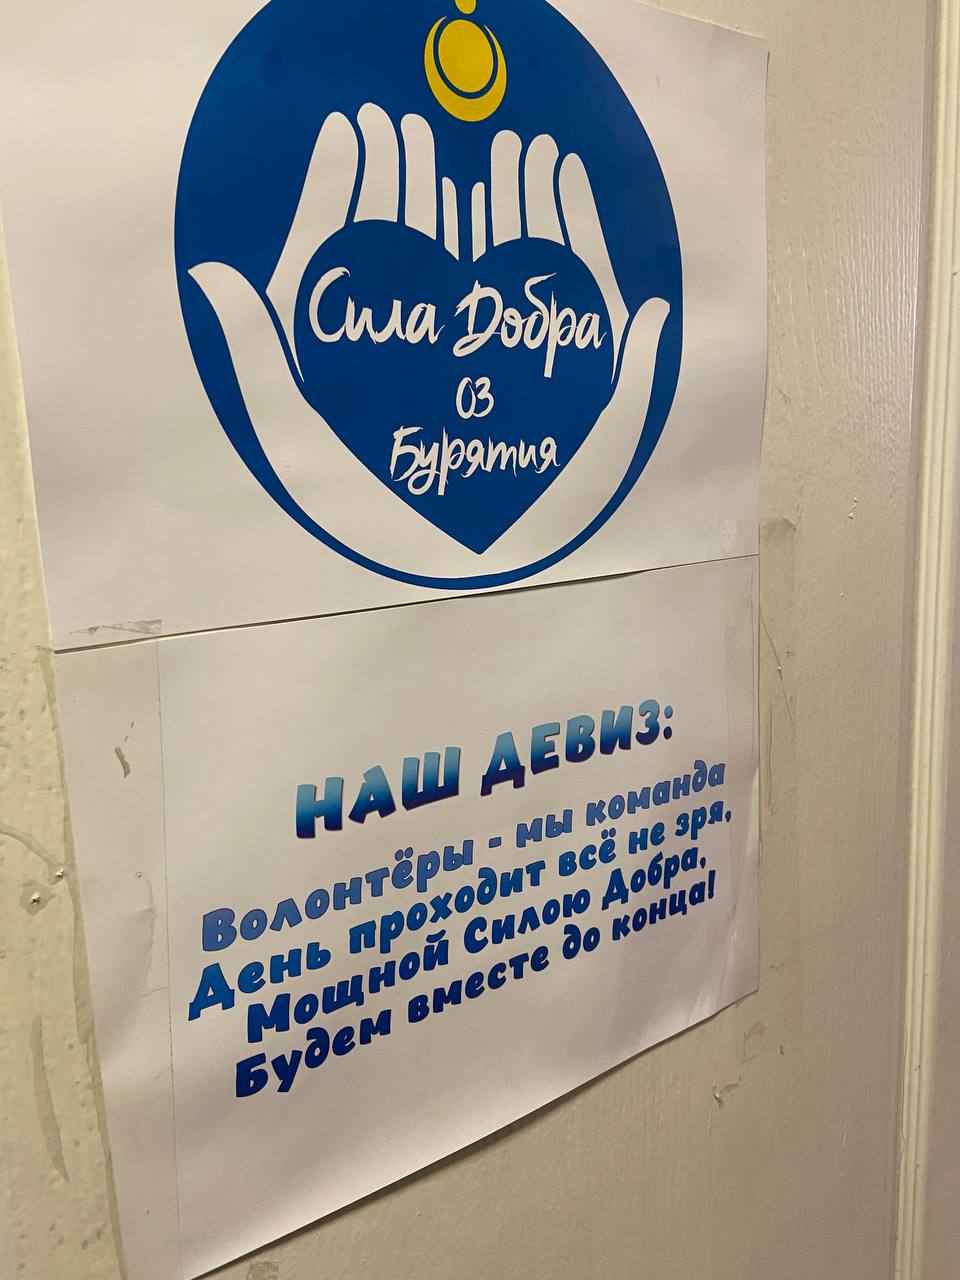 Сила Добра
03
Бурятия
НАШ ДЕВИЗ:
Волонтёры - мы команда
День проходит всё не зря,
Мощной Силою Добра,
Будем вместе до конца!